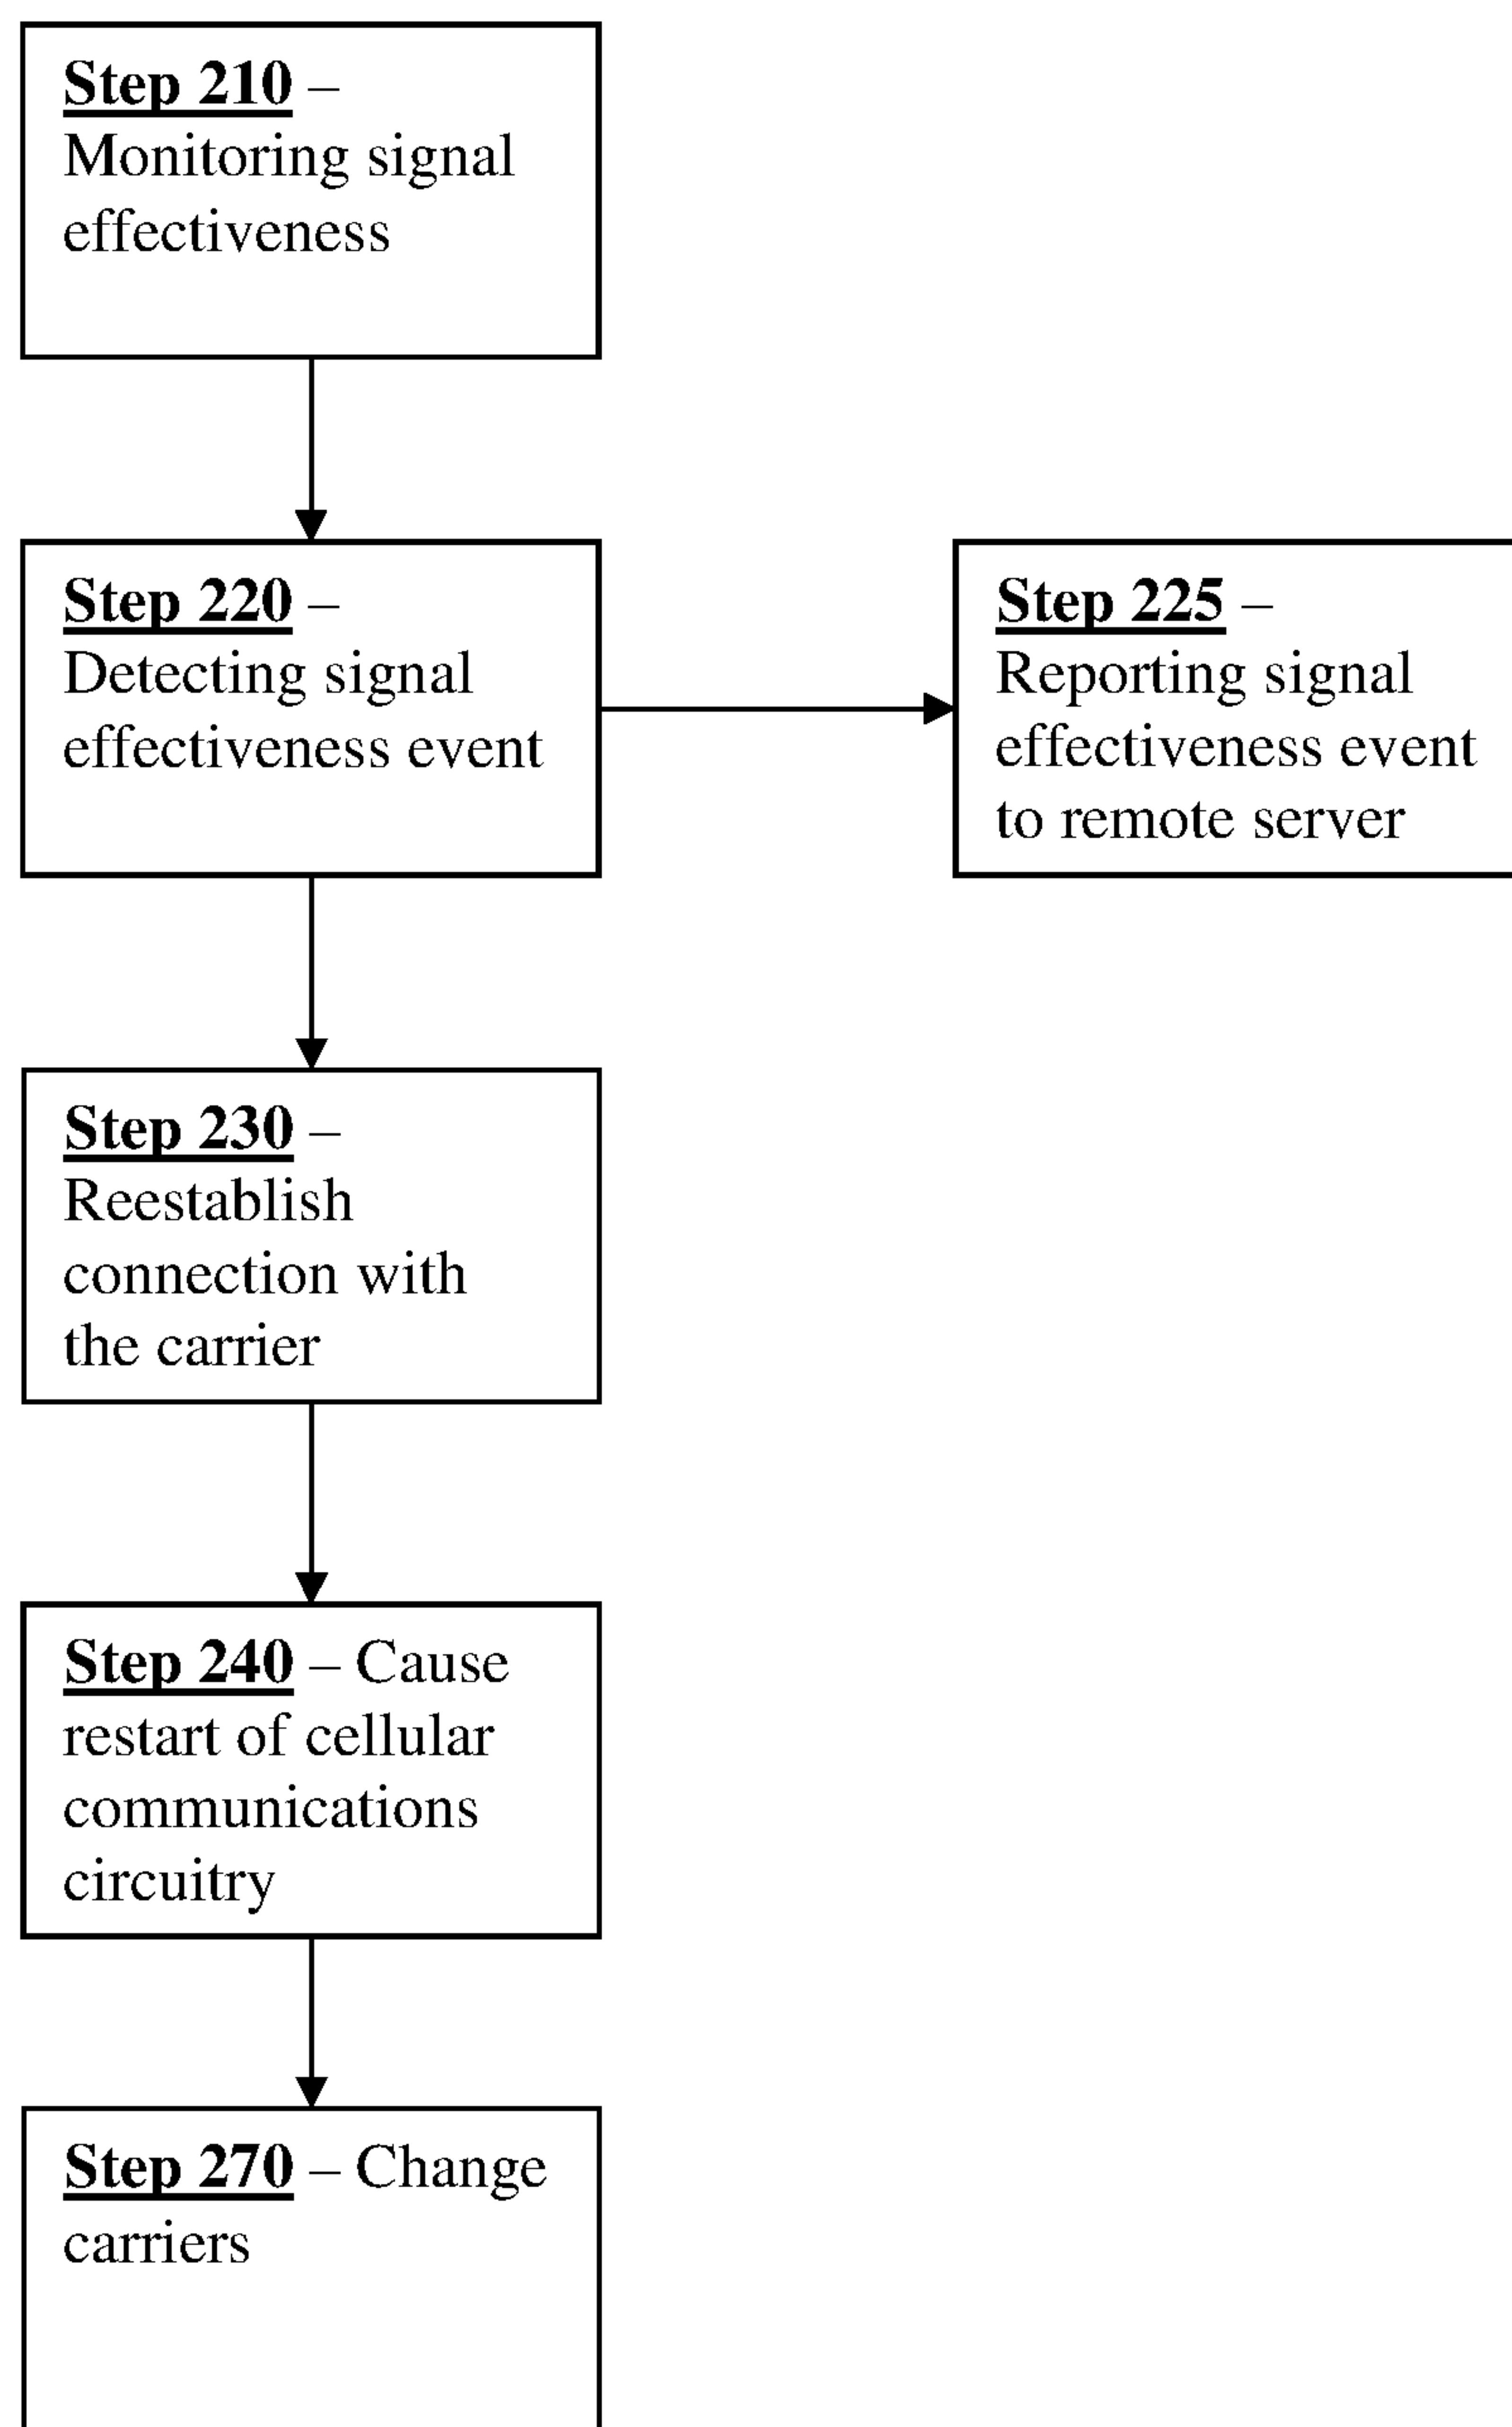 Step 210 –
Monitoring signal
effectiveness
Step 220 –
Detecting signal
effectiveness event
Step 225 –
Reporting signal
effectiveness event
to remote server
Step 230 –
Reestablish
connection with
the carrier
Step 240 – Cause
restart of cellular
communications
circuitry
Step 270 – Change
carriers